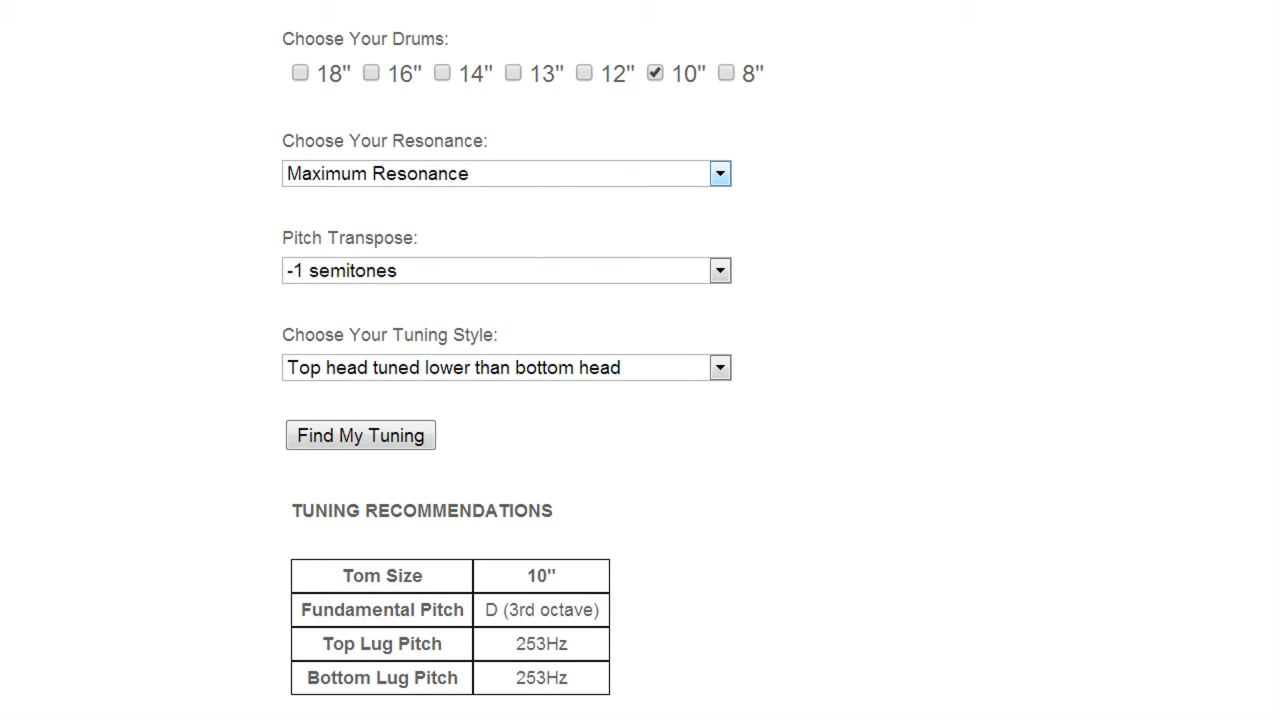 Choose Your Drums:
18" 16" 14" 13" 12" 10" 8"
Choose Your Resonance:
Maximum Resonance
Pitch Transpose:
-1 semitones
Choose Your Tuning Style:
Top head tuned lower than bottom head
Find My Tuning
TUNING RECOMMENDATIONS
Tom Size 10"
Fundamental Pitch D (3rd octave)
Top Lug Pitch 253Hz
Bottom Lug Pitch 253Hz